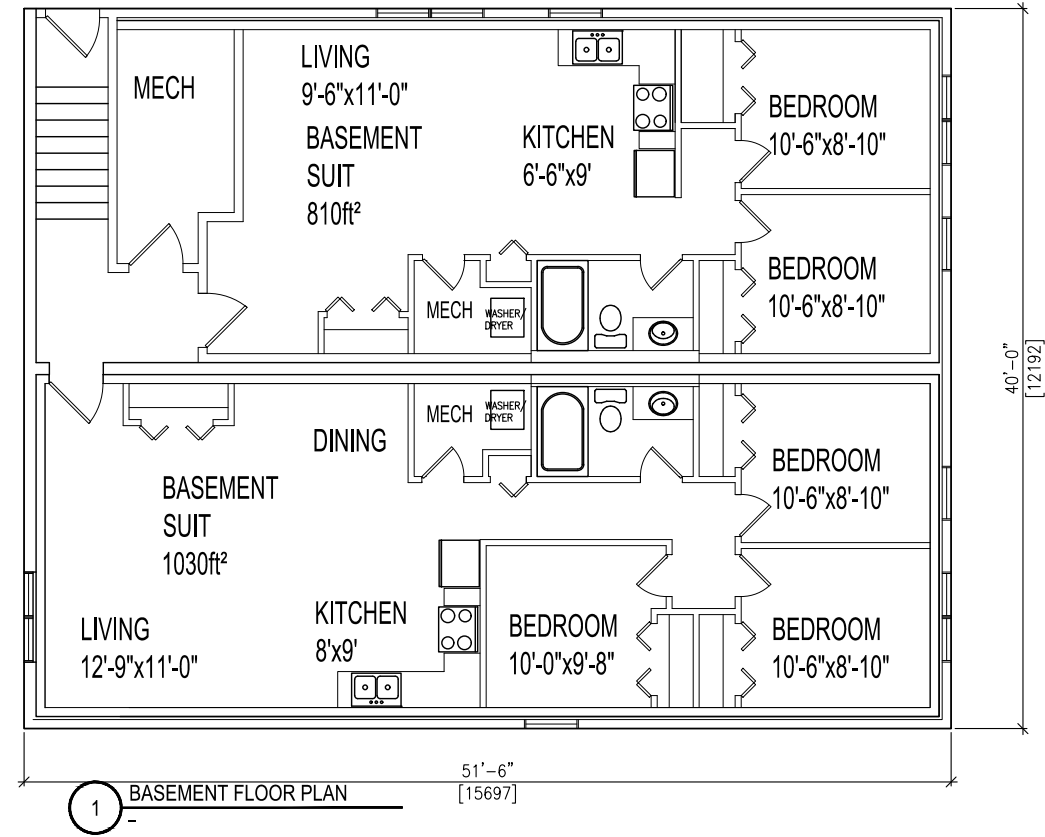 MECH
LIVING
9'-6"x11'-0"
BASEMENT
SUIT
810ft²
KITCHEN
6'-6"x9'
BEDROOM
10'-6"x8'-10"
BEDROOM
10'-6"x8'-10"
MECH
WASHER/
DRYER
40'-0"
[12192]
MECH
WASHER/
DRYER
DINING
BASEMENT
SUIT
1030ft²
BEDROOM
10'-6"x8'-10"
LIVING
12'-9"x11'-0"
KITCHEN
8'x9'
BEDROOM
10'-0"x9'-8"
BEDROOM
10'-6"x8'-10"
51'-6"
[15697]
1
BASEMENT FLOOR PLAN
-